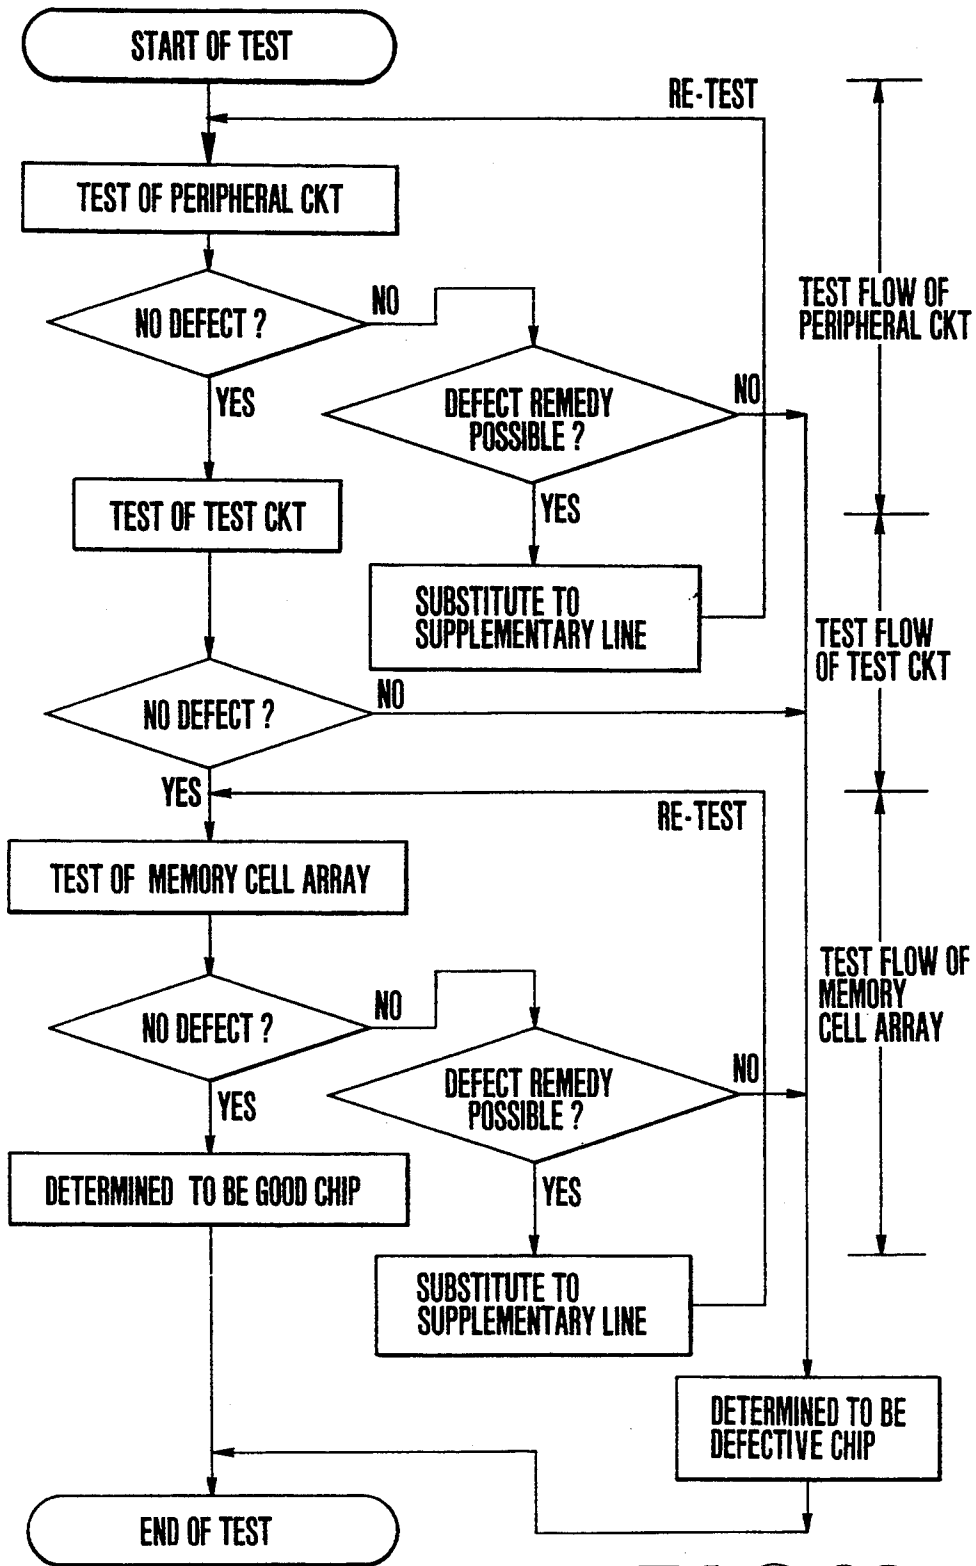 START OF TEST
RE-TEST
TEST OF PERIPHERAL CKT
NO DEFECT ?
NO
YES
TEST FLOW OF
PERIPHERAL CKT
DEFECT REMEDY
POSSIBLE ?
NO
YES
TEST OF TEST CKT
SUBSTITUTE TO
SUPPLEMENTARY LINE
TEST FLOW
OF TEST CKT
NO DEFECT ?
NO
YES
RE-TEST
TEST OF MEMORY CELL ARRAY
TEST FLOW OF
MEMORY
CELL ARRAY
NO DEFECT ?
NO
YES
DEFECT REMEDY
POSSIBLE ?
NO
YES
DETERMINED TO BE GOOD CHIP
SUBSTITUTE TO
SUPPLEMENTARY LINE
DETERMINED TO BE
DEFECTIVE CHIP
END OF TEST